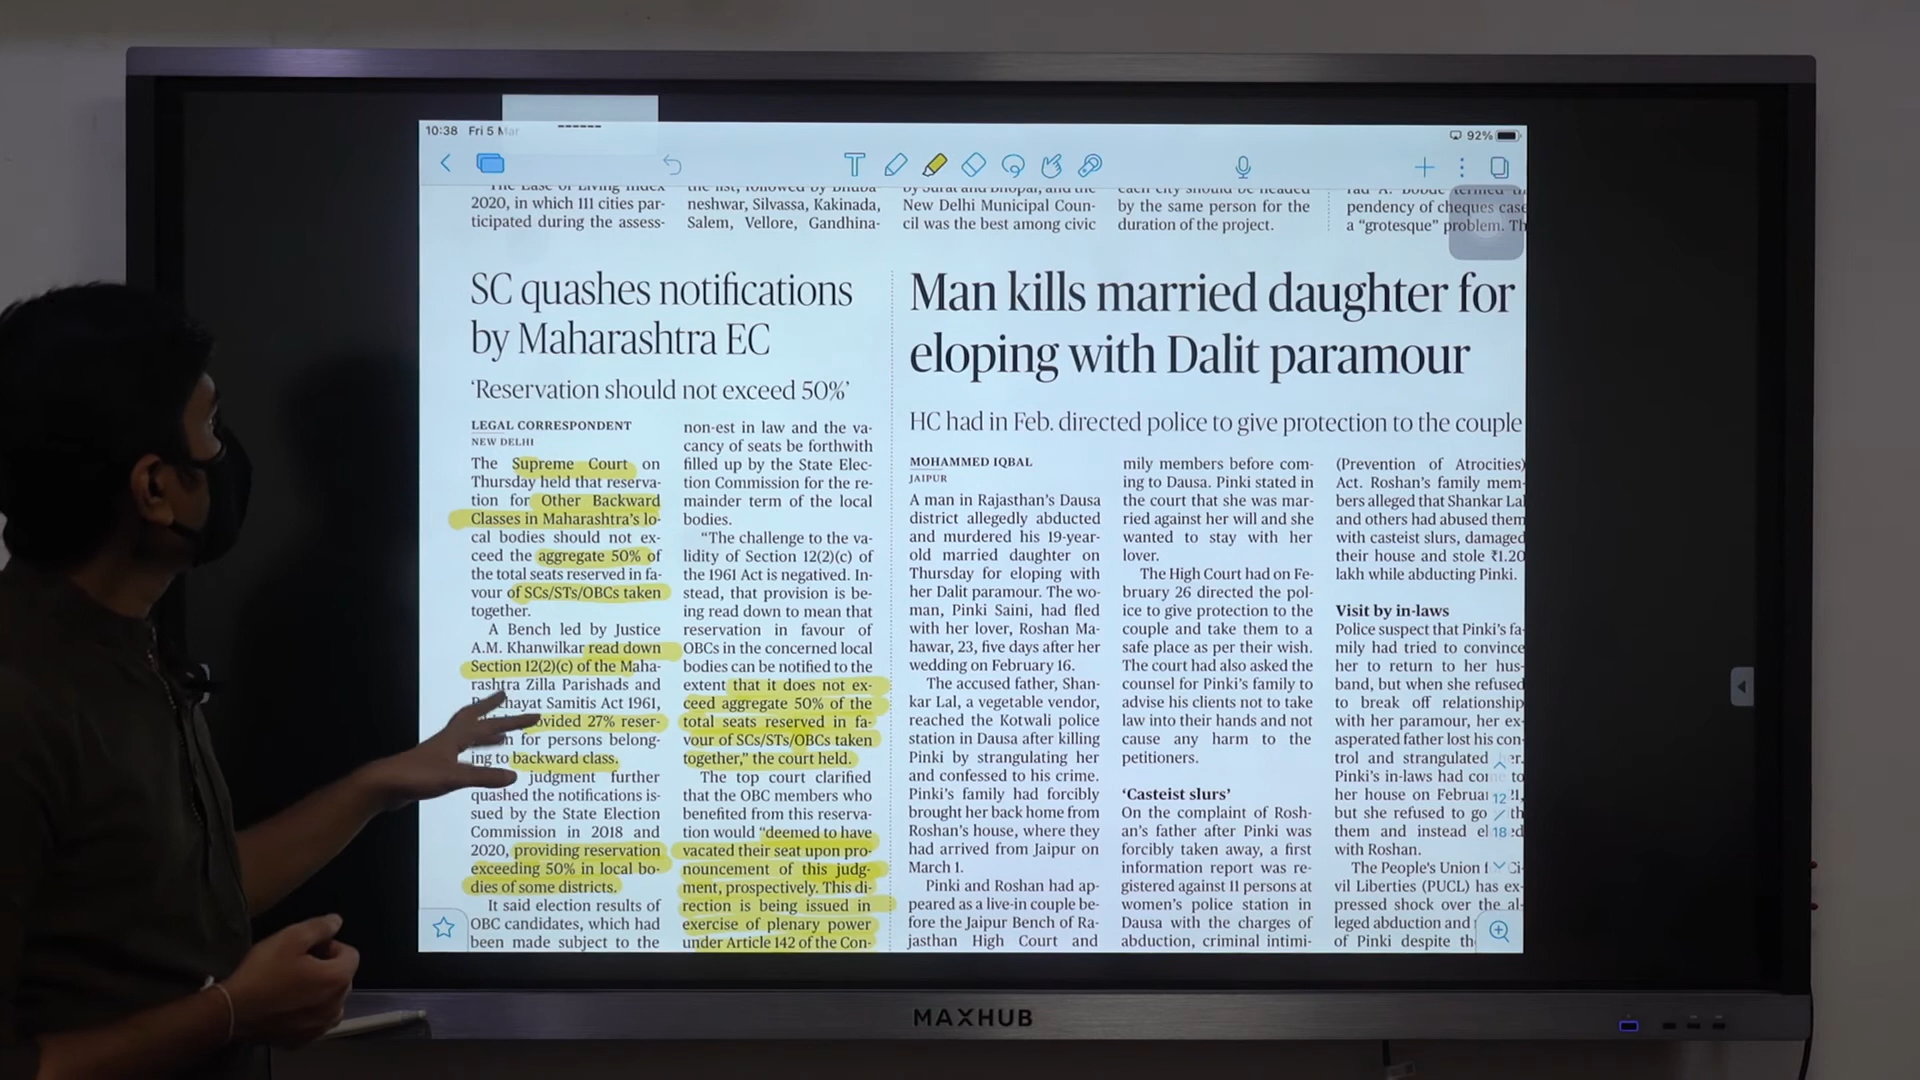 10:38 Fri 5 Mar
92%
2020, in which 111 cities par-
ticipated during the assess-
neshwar, Silvassa, Kakinada,
Salem, Vellore, Gandhina-
by Surat and Bhopal, and the
New Delhi Municipal Coun-
cil was the best among civic
each city should be headed
by the same person for the
duration of the project.
pendency of cheques case
a “grotesque” problem. Th
SC quashes notifications
by Maharashtra EC
‘Reservation should not exceed 50%’
LEGAL CORRESPONDENT
NEW DELHI
The Supreme Court on
Thursday held that reserva-
tion for Other Backward
Classes in Maharashtra’s lo-
cal bodies should not ex-
ceed the aggregate 50% of
the total seats reserved in fa-
vour of SCs/STs/OBCs taken
together.
A Bench led by Justice
A.M. Khanwilkar read down
Section 12(2)(c) of the Maha-
rashtra Zilla Parishads and
hayat Samitis Act 1961,
ovided 27% reser-
for persons belong-
ing to backward class.
judgment further
quashed the notifications is-
sued by the State Election
Commission in 2018 and
2020, providing reservation
exceeding 50% in local bo-
dies of some districts.
It said election results of
OBC candidates, which had
been made subject to the
non-est in law and the va-
cancy of seats be forthwith
filled up by the State Elec-
tion Commission for the re-
mainder term of the local
bodies.
“The challenge to the va-
lidity of Section 12(2)(c) of
the 1961 Act is negatived. In-
stead, that provision is be-
ing read down to mean that
reservation in favour of
OBCs in the concerned local
bodies can be notified to the
extent that it does not ex-
ceed aggregate 50% of the
total seats reserved in fa-
vour of SCs/STs/OBCs taken
together,” the court held.
The top court clarified
that the OBC members who
benefited from this reserva-
tion would “deemed to have
vacated their seat upon pro-
nouncement of this judg-
ment, prospectively. This di-
rection is being issued in
exercise of plenary power
under Article 142 of the Con-
Man kills married daughter for
eloping with Dalit paramour
HC had in Feb. directed police to give protection to the couple
MOHAMMED IQBAL
JAIPUR
A man in Rajasthan’s Dausa
district allegedly abducted
and murdered his 19-year-
old married daughter on
Thursday for eloping with
her Dalit paramour. The wo-
man, Pinki Saini, had fled
with her lover, Roshan Ma-
hawar, 23, five days after her
wedding on February 16.
The accused father, Shan-
kar Lal, a vegetable vendor,
reached the Kotwali police
station in Dausa after killing
Pinki by strangulating her
and confessed to his crime.
Pinki’s family had forcibly
brought her back home from
Roshan’s house, where they
had arrived from Jaipur on
March 1.
Pinki and Roshan had ap-
peared as a live-in couple be-
fore the Jaipur Bench of Ra-
jasthan High Court and
mily members before com-
ing to Dausa. Pinki stated in
the court that she was mar-
ried against her will and she
wanted to stay with her
lover.
The High Court had on Fe-
bruary 26 directed the pol-
ice to give protection to the
couple and take them to a
safe place as per their wish.
The court had also asked the
counsel for Pinki’s family to
advise his clients not to take
law into their hands and not
cause any harm to the
petitioners.
‘Casteist slurs’
On the complaint of Rosh-
an’s father after Pinki was
forcibly taken away, a first
information report was re-
gistered against 11 persons at
women’s police station in
Dausa with the charges of
abduction, criminal intimi-
(Prevention of Atrocities)
Act. Roshan’s family mem-
bers alleged that Shankar Lal
and others had abused them
with casteist slurs, damaged
their house and stole ₹1.20
lakh while abducting Pinki.
Visit by in-laws
Police suspect that Pinki’s fa-
mily had tried to convince
her to return to her hus-
band, but when she refused
to break off relationship
with her paramour, her ex-
asperated father lost his con-
trol and strangulated
Pinki’s in-laws had to
her house on
but she refused to go
them and instead
with Roshan.
The People’s Union
vil Liberties (PUCL) has ex-
pressed shock over the al-
leged abduction and
of Pinki despite
12
18
MAXHUB